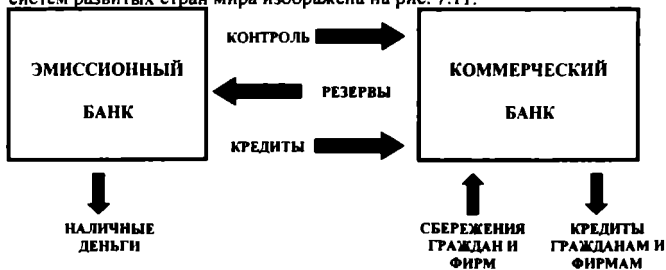 систем развитых стран мира изображена на рис. 7.11.
КОНТРОЛЬ
ЭМИССИОННЫЙ
БАНК
РЕЗЕРВЫ
КОММЕРЧЕСКИЙ
БАНК
КРЕДИТЫ
НАЛИЧНЫЕ
ДЕНЬГИ
СБЕРЕЖЕНИЯ
ГРАЖДАН И
ФИРМ
КРЕДИТЫ
ГРАЖДАНАМ И
ФИРМАМ